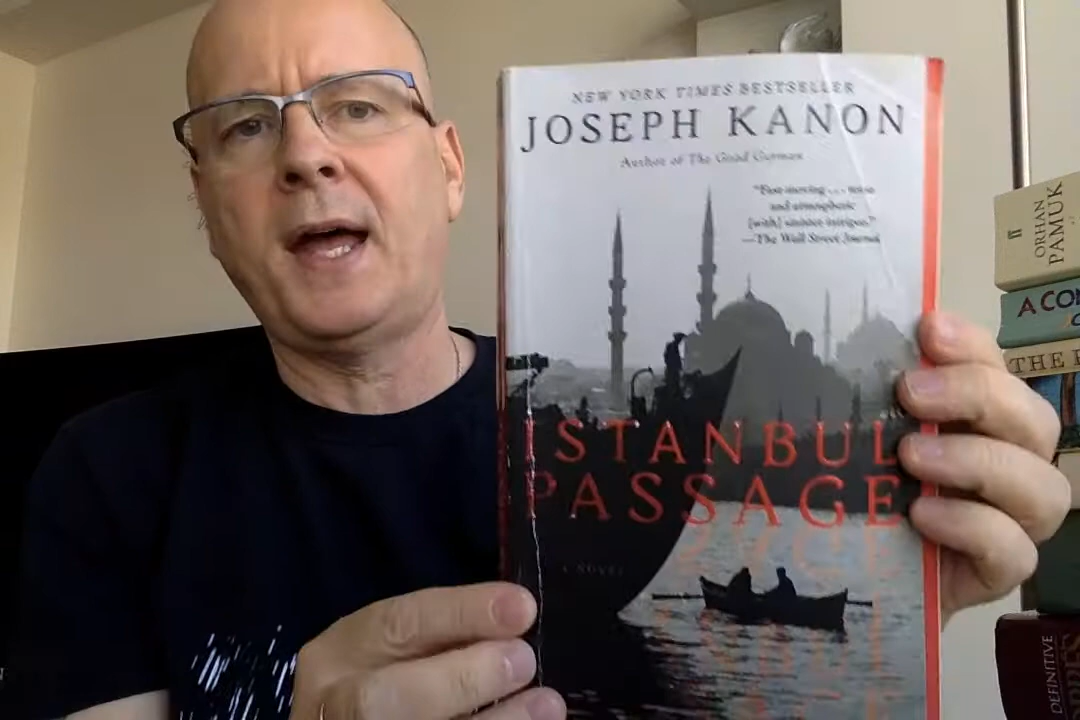 NEW YORK TIMES BESTSELLER
JOSEPH KANON
Author of The Good German
"Fast-moving . . . tense
and atmospheric
[with] sinister intrigue."
—The Wall Street Journal
ISTANBUL
PASSAGE
A NOVEL
ORHAN
PAMUK
A CO
THE
DEFINITIVE